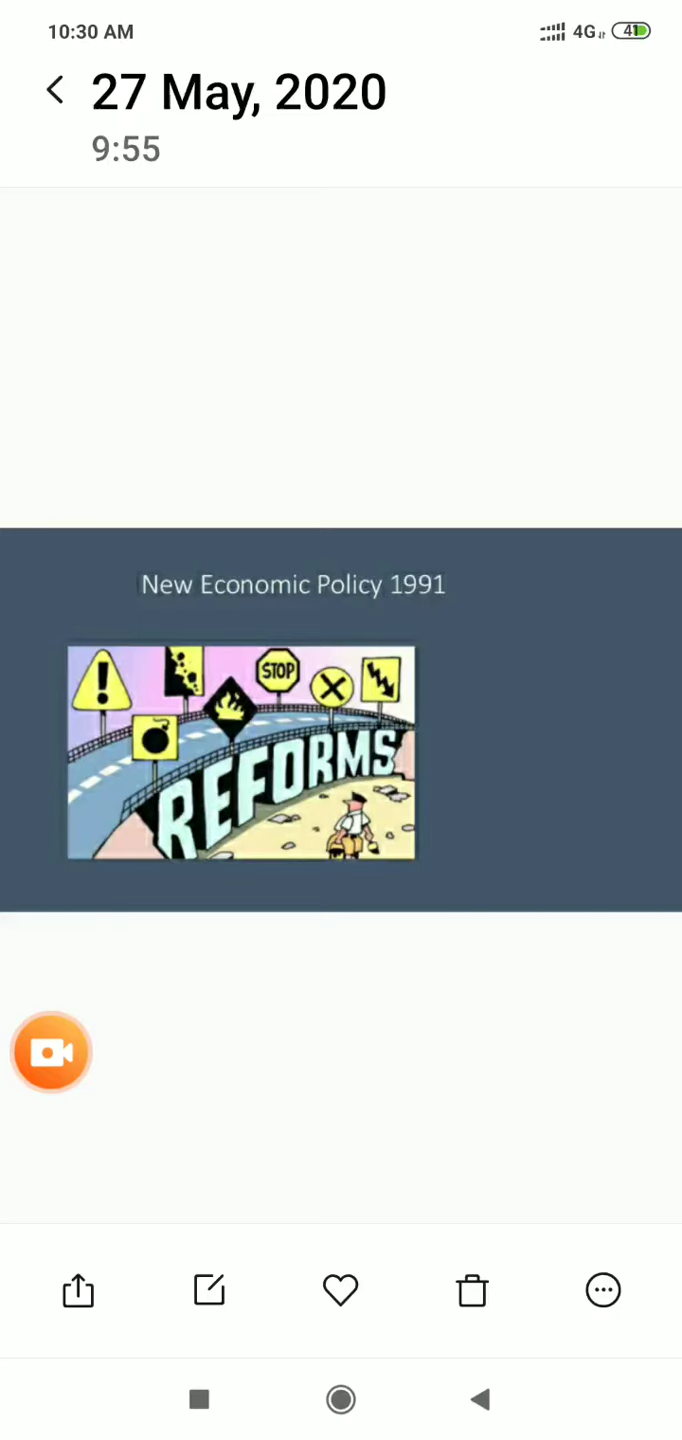 10:30 AM
4G
41
27 May, 2020
9:55
New Economic Policy 1991
!
STOP
REFORMS